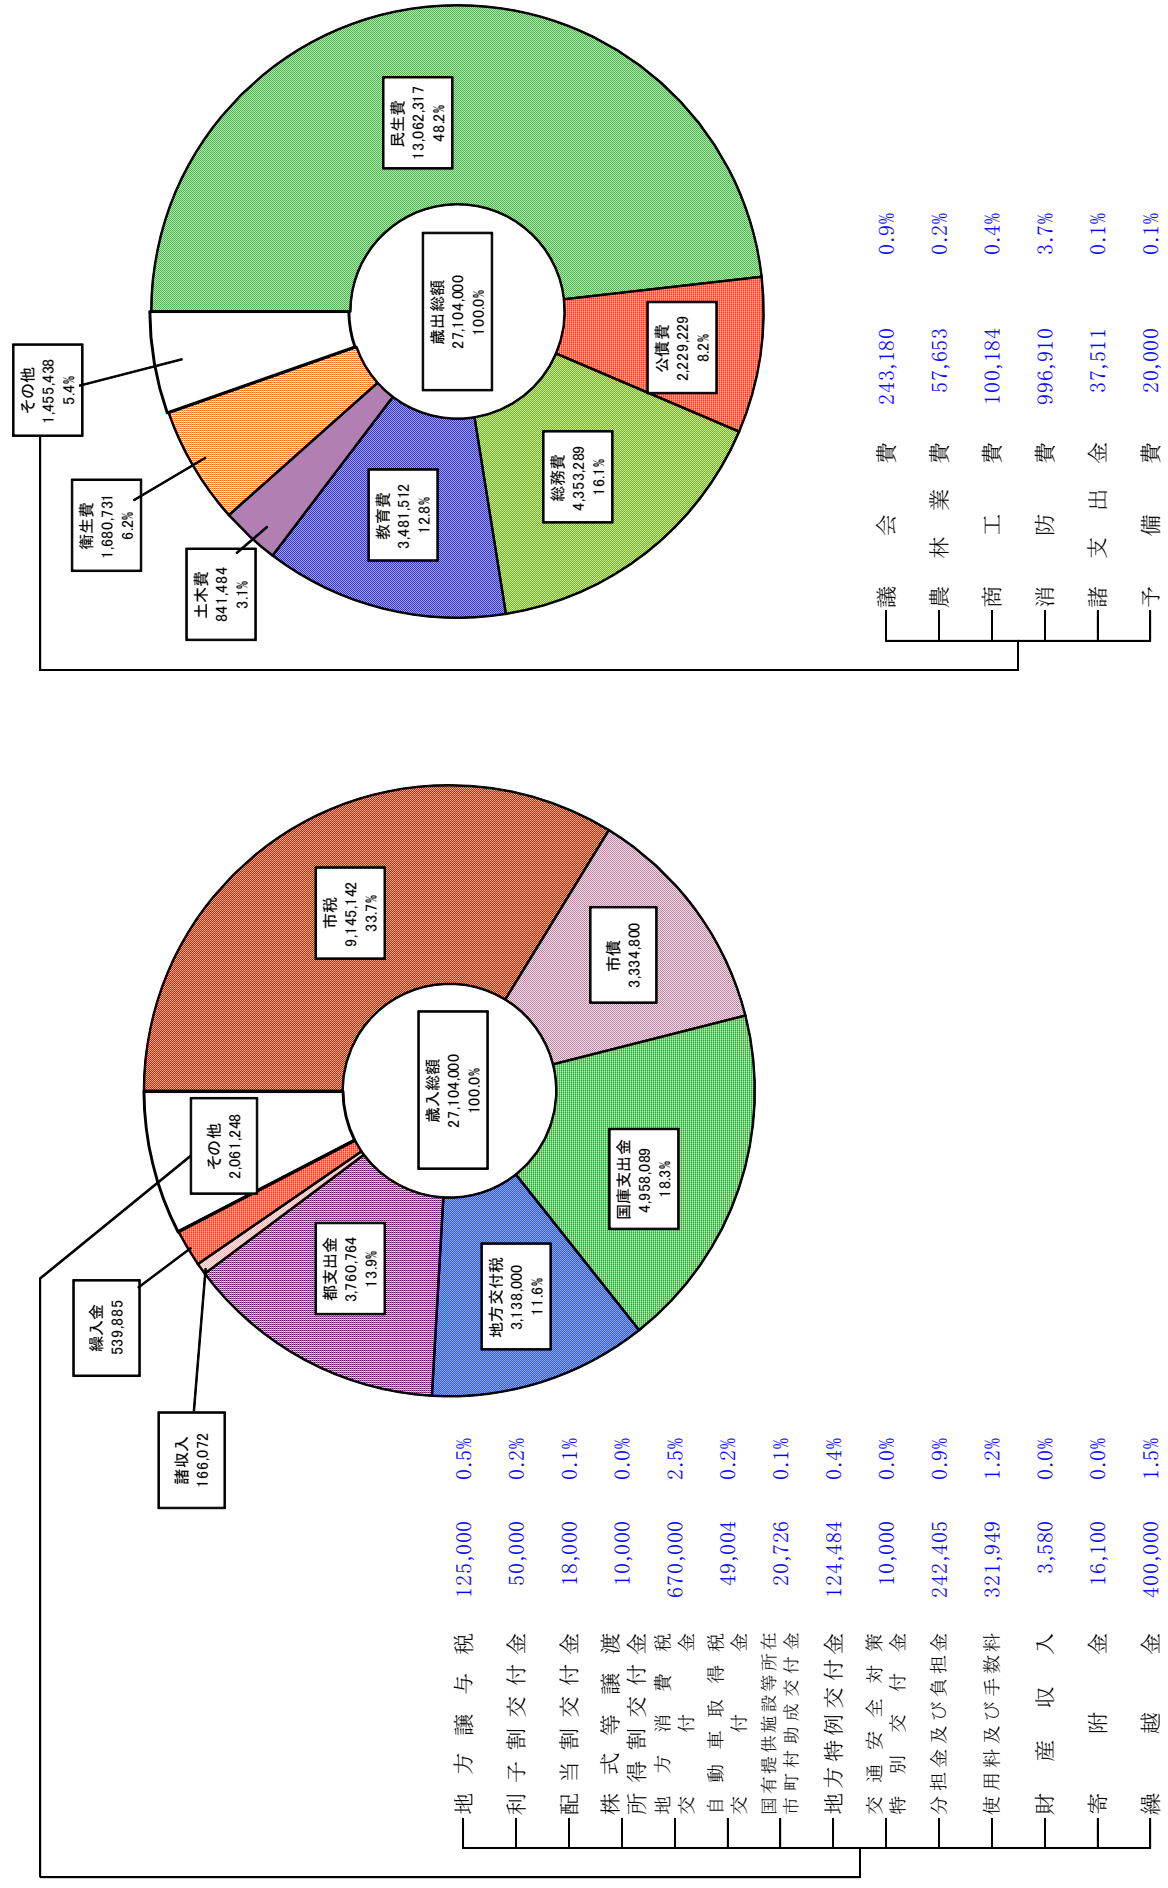 歳入総額
27,104,000
100.0%
市税
9,145,142
33.7%
市債
3,334,800
国庫支出金
4,958,089
18.3%
地方交付税
3,138,000
11.6%
都支出金
3,760,764
13.9%
諸収入
166,072
繰入金
539,885
その他
2,061,248
地方譲与税 125,000 0.5%
利子割交付金 50,000 0.2%
配当割交付金 18,000 0.1%
株式等譲渡
所得割交付金 10,000 0.0%
地方消費税
交付金 670,000 2.5%
自動車取得税
交付金 49,004 0.2%
国有提供施設等所在
市町村助成交付金 20,726 0.1%
地方特例交付金 124,484 0.4%
交通安全対策
特別交付金 10,000 0.0%
分担金及び負担金 242,405 0.9%
使用料及び手数料 321,949 1.2%
財産収入 3,580 0.0%
寄附金 16,100 0.0%
繰越金 400,000 1.5%
歳出総額
27,104,000
100.0%
民生費
13,062,317
48.2%
公債費
2,229,229
8.2%
総務費
4,353,289
16.1%
教育費
3,481,512
12.8%
土木費
841,484
3.1%
衛生費
1,680,731
6.2%
その他
1,455,438
5.4%
議会費 243,180 0.9%
農林業費 57,653 0.2%
商工費 100,184 0.4%
消防費 996,910 3.7%
諸支出金 37,511 0.1%
予備費 20,000 0.1%